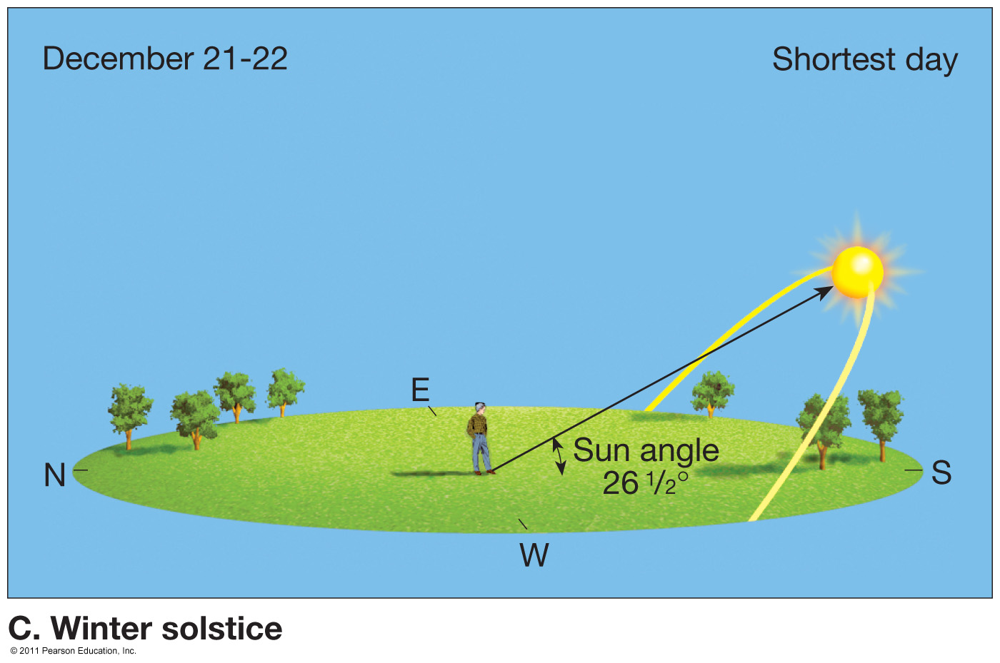 December 21-22
Shortest day
E
Sun angle
N
S
26 1/2°
W
C. Winter solstice
© 2011 Pearson Education, Inc.